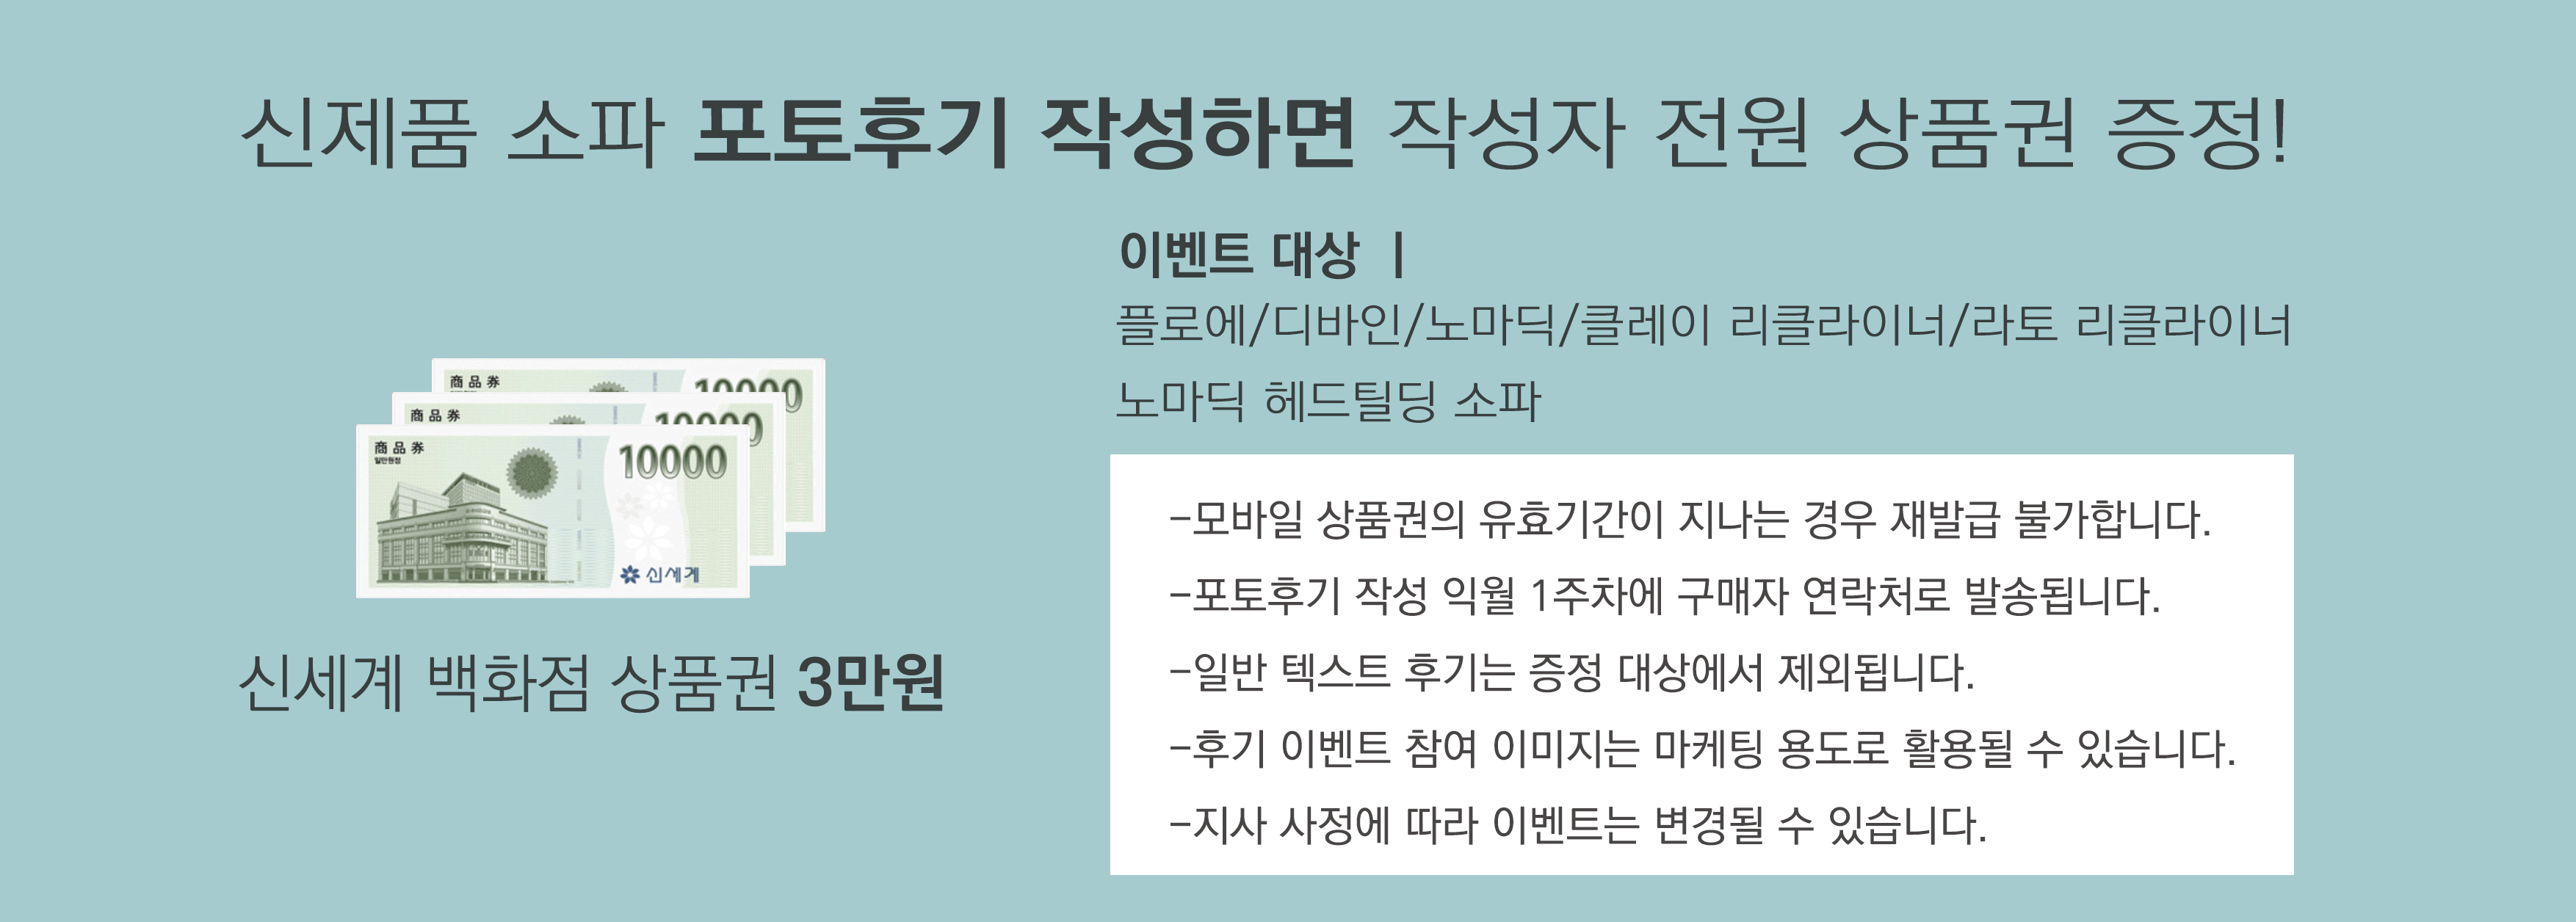 신제품 소파 포토후기 작성하면 작성자 전원 상품권 증정!
이벤트 대상 |
플로에/디바인/노마딕/클레이 리클라이너/라토 리클라이너
노마딕 헤드틸딩 소파
商品券
10000
商品券
10000
商品券
일만원정
10000
신세계
신세계 백화점 상품권 3만원
-모바일 상품권의 유효기간이 지나는 경우 재발급 불가합니다.
-포토후기 작성 익월 1주차에 구매자 연락처로 발송됩니다.
-일반 텍스트 후기는 증정 대상에서 제외됩니다.
-후기 이벤트 참여 이미지는 마케팅 용도로 활용될 수 있습니다.
-지사 사정에 따라 이벤트는 변경될 수 있습니다.